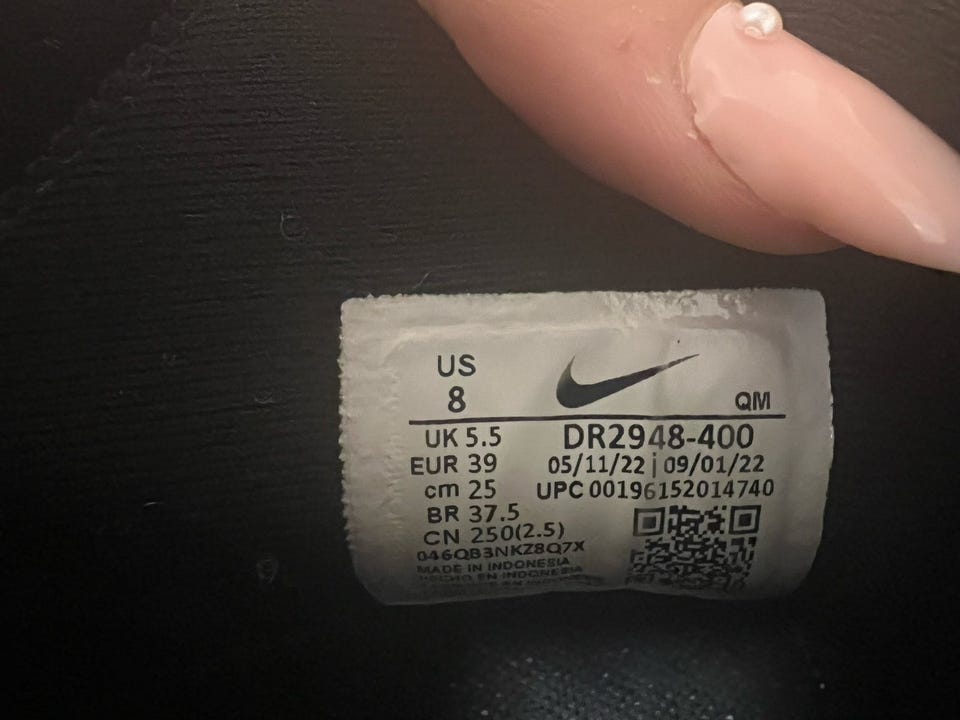 US
8
QM
UK 5.5
EUR 39
cm 25
BR 37.5
CN 250(2.5)
DR2948-400
05/11/22 | 09/01/22
UPC 00196152014740
046QB3NKZ8Q7X
MADE IN INDONESIA
HECHO EN INDONESIA